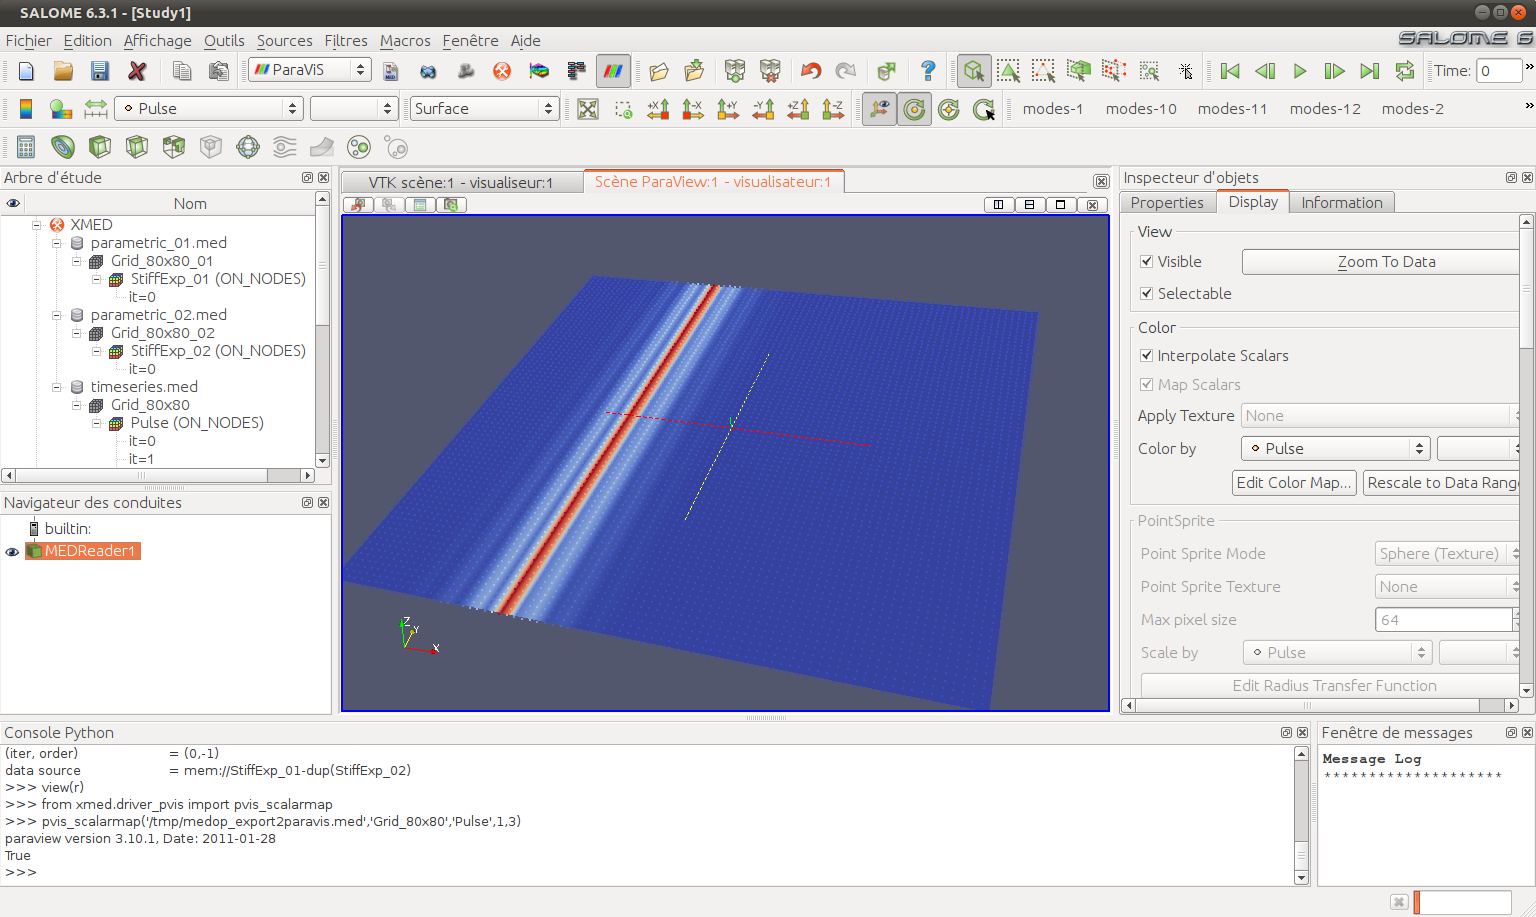 SALOME 6.3.1 - [Study1]
Fichier Edition Affichage Outils Sources Filtres Macros Fenêtre Aide
SALOME 6
ParaViS
Time: 0
Pulse
Surface
modes-1 modes-10 modes-11 modes-12 modes-2
Arbre d'étude
Nom
XMED
parametric_01.med
Grid_80x80_01
StiffExp_01 (ON_NODES)
it=0
parametric_02.med
Grid_80x80_02
StiffExp_02 (ON_NODES)
it=0
timeseries.med
Grid_80x80
Pulse (ON_NODES)
it=0
it=1
Navigateur des conduites
builtin:
MEDReader1
VTK scène:1 - visualiseur:1
Scène ParaView:1 - visualisateur:1
Z
Y
X
Inspecteur d'objets
Properties Display Information
View
Visible
Zoom To Data
Selectable
Color
Interpolate Scalars
Map Scalars
Apply Texture None
Color by Pulse
Edit Color Map...
Rescale to Data Rang
PointSprite
Point Sprite Mode Sphere (Texture)
Point Sprite Texture None
Max pixel size 64
Scale by Pulse
Edit Radius Transfer Function
Console Python
(iter, order) = (0,-1)
data source = mem://StiffExp_01-dup(StiffExp_02)
>>> view(r)
>>> from xmed.driver_pvis import pvis_scalarmap
>>> pvis_scalarmap('/tmp/medop_export2paravis.med','Grid_80x80','Pulse',1,3)
paraview version 3.10.1, Date: 2011-01-28
True
>>>
Fenêtre de messages
Message Log
********************